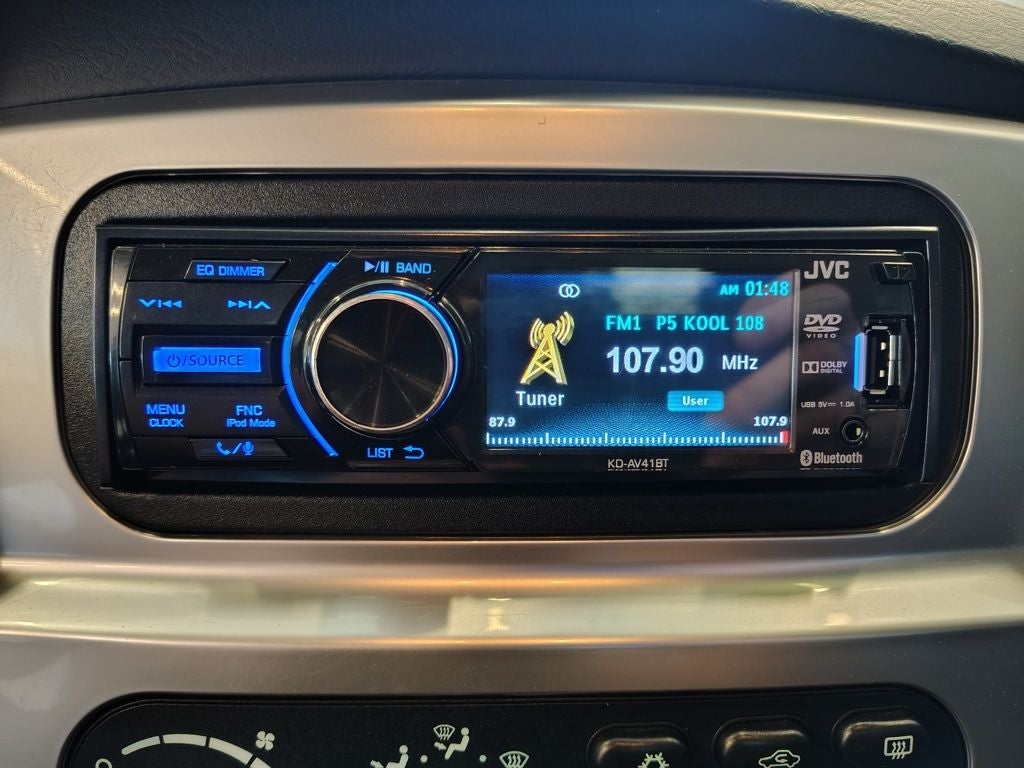 EQ DIMMER
▶/II BAND
⏻/SOURCE
MENU
CLOCK
FNC
iPod Mode
LIST
AM 01:48
FM1 P5 KOOL 108
107.90 MHz
Tuner
User
87.9 107.9
KD-AV41BT
JVC
DVD
VIDEO
DOLBY
DIGITAL
USB 5V⎓ 1.0A
AUX
Bluetooth